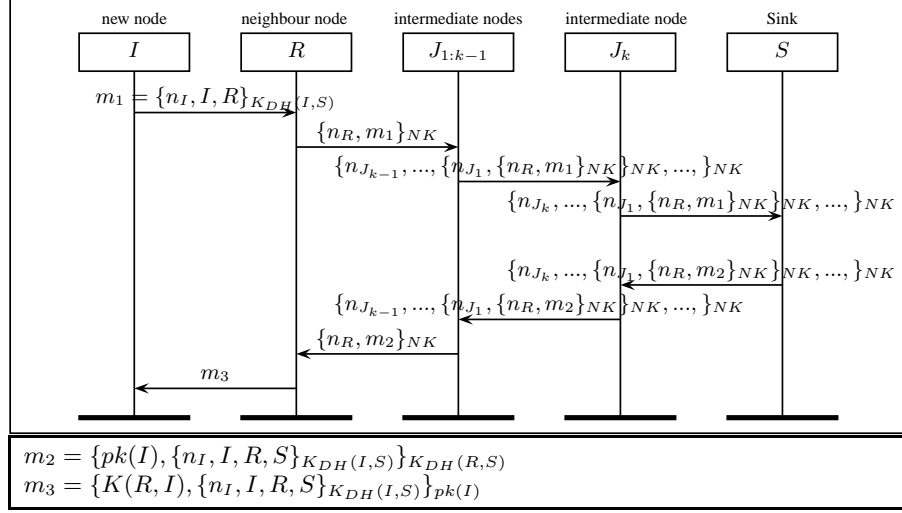 new node neighbour node intermediate nodes intermediate node Sink
I R J_{1:k−1} J_k S
m_1 = {n_I, I, R}_{K_{DH}(I,S)}
{n_R, m_1}_{NK}
{n_{J_{k−1}}, ..., {n_{J_1}, {n_R, m_1}_{NK}}_{NK}, ..., }_{NK}
{n_{J_k}, ..., {n_{J_1}, {n_R, m_1}_{NK}}_{NK}, ..., }_{NK}
{n_{J_k}, ..., {n_{J_1}, {n_R, m_2}_{NK}}_{NK}, ..., }_{NK}
{n_{J_{k−1}}, ..., {n_{J_1}, {n_R, m_2}_{NK}}_{NK}, ..., }_{NK}
{n_R, m_2}_{NK}
m_3
m_2 = {pk(I), {n_I, I, R, S}_{K_{DH}(I,S)}}_{K_{DH}(R,S)}
m_3 = {K(R, I), {n_I, I, R, S}_{K_{DH}(I,S)}}_{pk(I)}